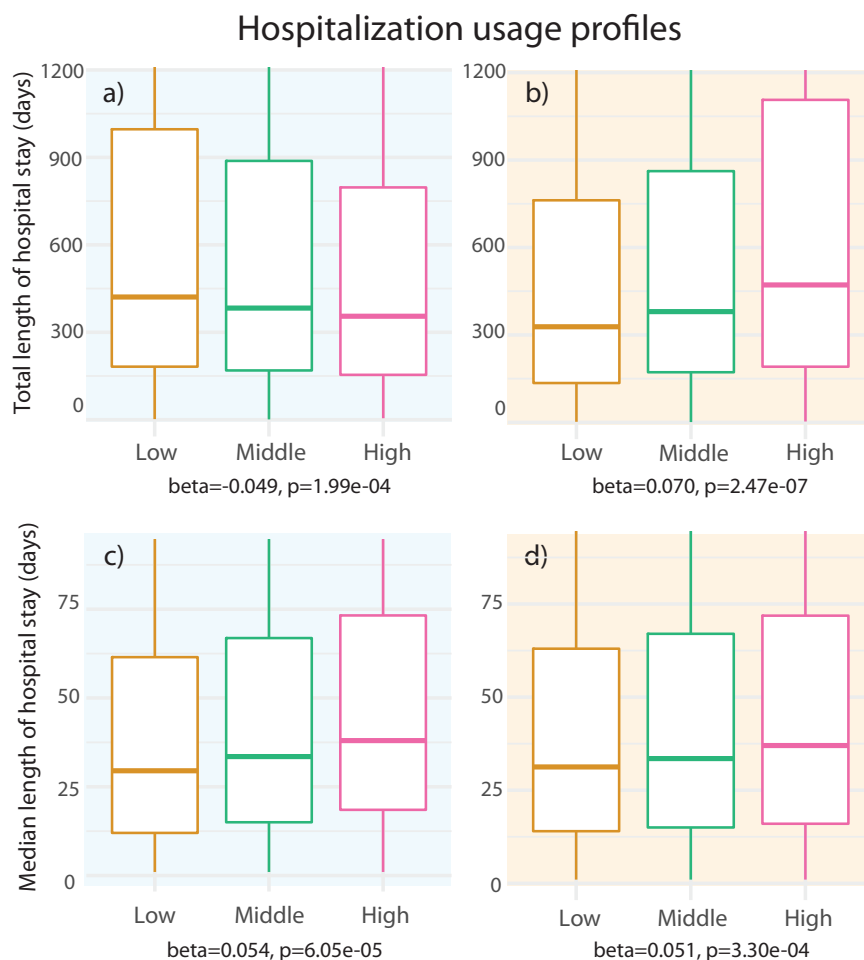 Hospitalization usage profiles
Total length of hospital stay (days)
a)
1200
900
600
300
0
Low
Middle
High
beta=-0.049, p=1.99e-04
b)
1200
900
600
300
0
Low
Middle
High
beta=0.070, p=2.47e-07
Median length of hospital stay (days)
c)
75
50
25
0
Low
Middle
High
beta=0.054, p=6.05e-05
d)
75
50
25
0
Low
Middle
High
beta=0.051, p=3.30e-04